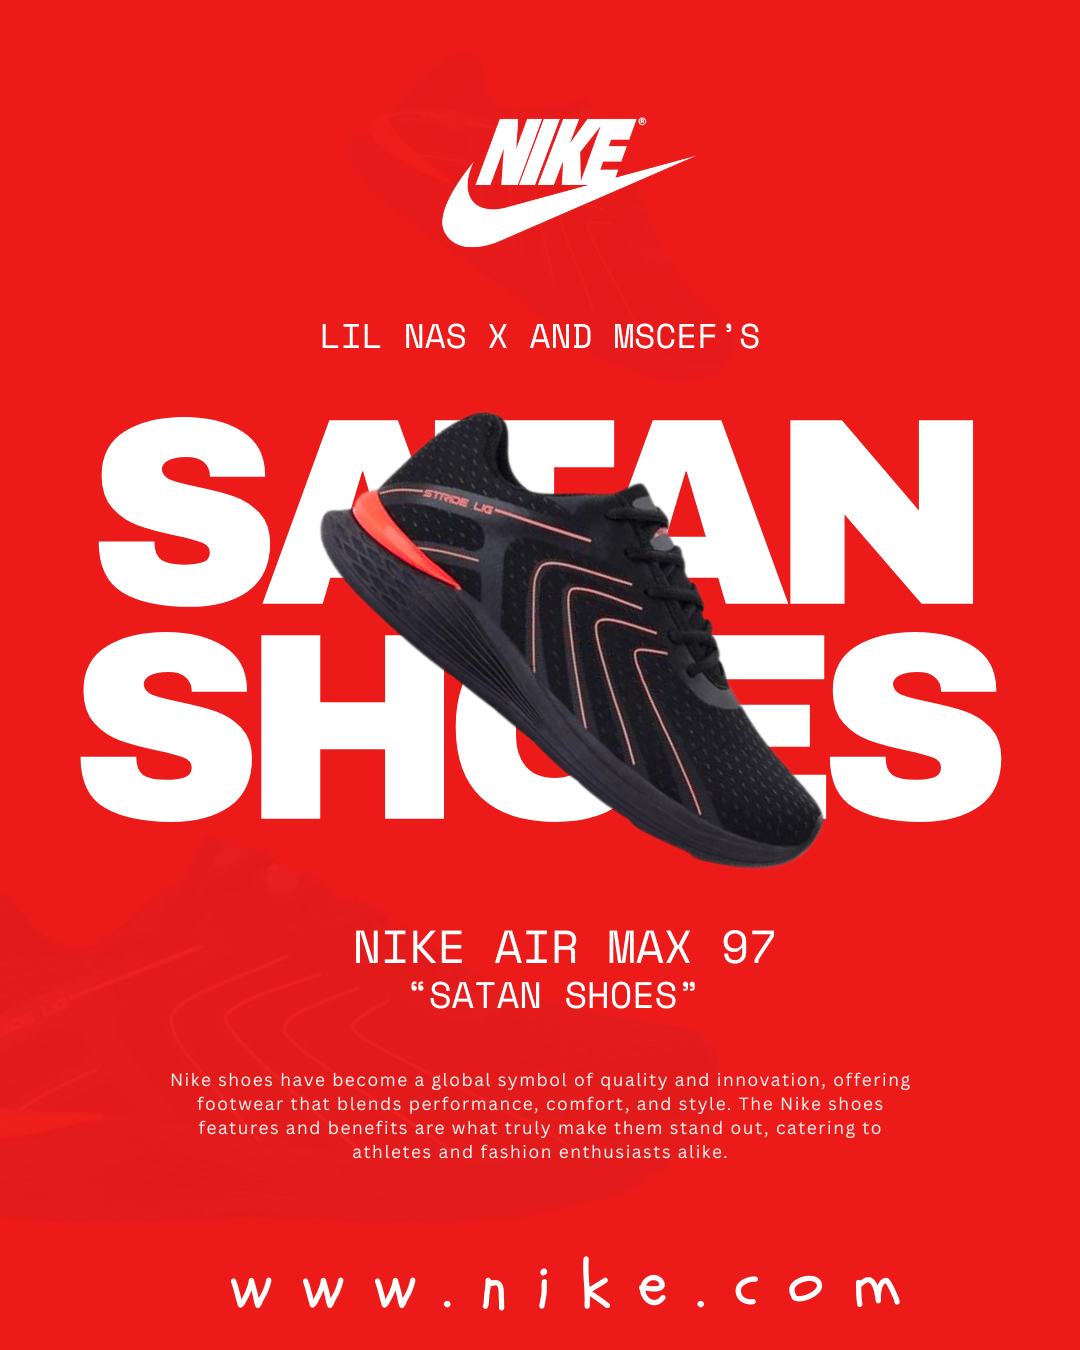 NIKE®
LIL NAS X AND MSCEF’S
SATAN
STRIDE LIG
SHOES
NIKE AIR MAX 97
“SATAN SHOES”
Nike shoes have become a global symbol of quality and innovation, offering
footwear that blends performance, comfort, and style. The Nike shoes
features and benefits are what truly make them stand out, catering to
athletes and fashion enthusiasts alike.
www.nike.com